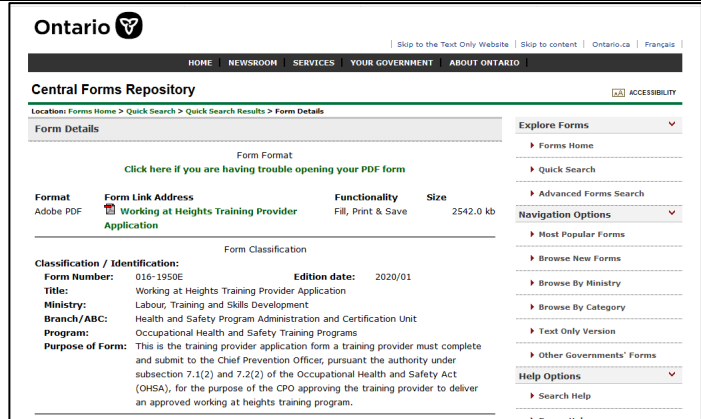 Ontario
Skip to the Text Only Website | Skip to content | Ontario.ca | Français |
HOME | NEWSROOM | SERVICES | YOUR GOVERNMENT | ABOUT ONTARIO |
Central Forms Repository
AA ACCESSIBILITY
Location: Forms Home > Quick Search > Quick Search Results > Form Details
Form Details
Form Format
Click here if you are having trouble opening your PDF form
Format Form Link Address Functionality Size
Adobe PDF Working at Heights Training Provider Fill, Print & Save 2542.0 kb
Application
Form Classification
Classification / Identification:
Form Number: 016-1950E Edition date: 2020/01
Title: Working at Heights Training Provider Application
Ministry: Labour, Training and Skills Development
Branch/ABC: Health and Safety Program Administration and Certification Unit
Program: Occupational Health and Safety Training Programs
Purpose of Form: This is the training provider application form a training provider must complete
and submit to the Chief Prevention Officer, pursuant the authority under
subsection 7.1(2) and 7.2(2) of the Occupational Health and Safety Act
(OHSA), for the purpose of the CPO approving the training provider to deliver
an approved working at heights training program.
Explore Forms
Forms Home
Quick Search
Advanced Forms Search
Navigation Options
Most Popular Forms
Browse New Forms
Browse By Ministry
Browse By Category
Text Only Version
Other Governments' Forms
Help Options
Search Help